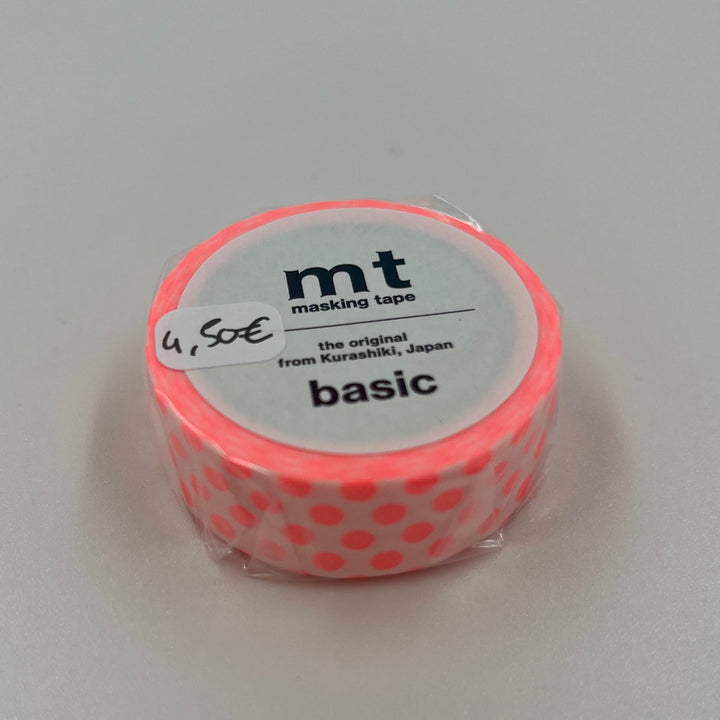 mt
masking tape
4,50€
the original
from Kurashiki, Japan
basic